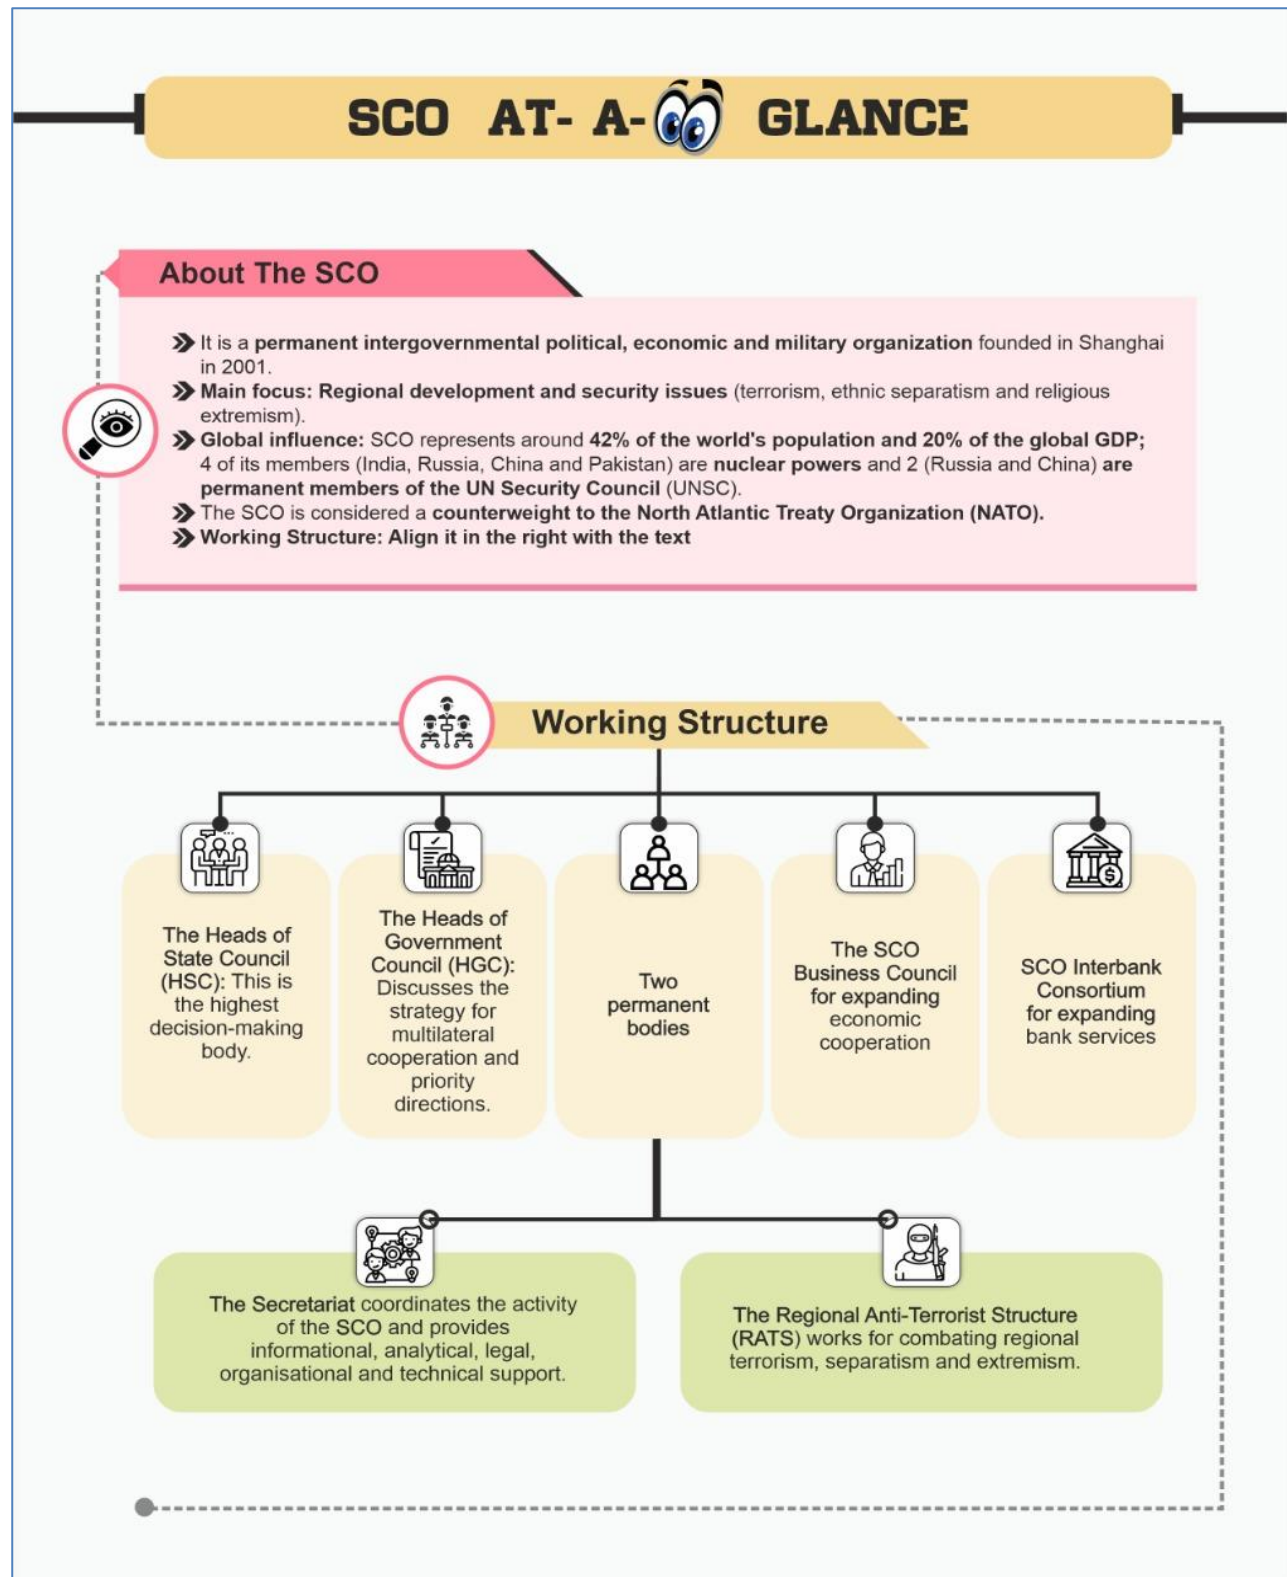 SCO AT- A- GLANCE
About The SCO
It is a permanent intergovernmental political, economic and military organization founded in Shanghai
in 2001.
Main focus: Regional development and security issues (terrorism, ethnic separatism and religious
extremism).
Global influence: SCO represents around 42% of the world's population and 20% of the global GDP;
4 of its members (India, Russia, China and Pakistan) are nuclear powers and 2 (Russia and China) are
permanent members of the UN Security Council (UNSC).
The SCO is considered a counterweight to the North Atlantic Treaty Organization (NATO).
Working Structure: Align it in the right with the text
Working Structure
The Heads of
State Council
(HSC): This is
the highest
decision-making
body.
The Heads of
Government
Council (HGC):
Discusses the
strategy for
multilateral
cooperation and
priority
directions.
Two
permanent
bodies
The SCO
Business Council
for expanding
economic
cooperation
SCO Interbank
Consortium
for expanding
bank services
The Secretariat coordinates the activity
of the SCO and provides
informational, analytical, legal,
organisational and technical support.
The Regional Anti-Terrorist Structure
(RATS) works for combating regional
terrorism, separatism and extremism.